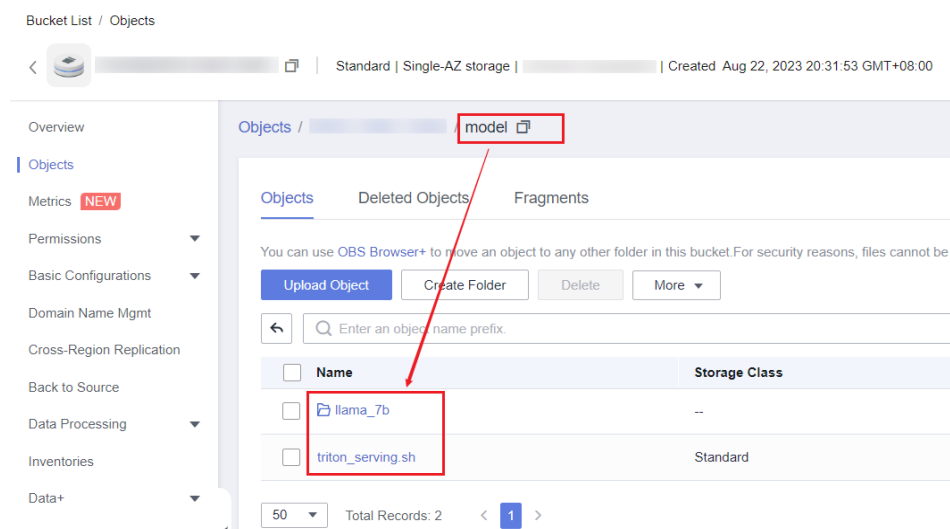 Bucket List / Objects
Standard | Single-AZ storage | | Created Aug 22, 2023 20:31:53 GMT+08:00
Overview
Objects / / model
Objects
Objects Deleted Objects Fragments
Metrics NEW
Permissions
You can use OBS Browser+ to move an object to any other folder in this bucket.For security reasons, files cannot be
Basic Configurations
Upload Object Create Folder Delete More
Domain Name Mgmt
Enter an object name prefix.
Cross-Region Replication
Name Storage Class
Back to Source
llama_7b --
Data Processing
triton_serving.sh Standard
Inventories
Data+
50 Total Records: 2 < 1 >